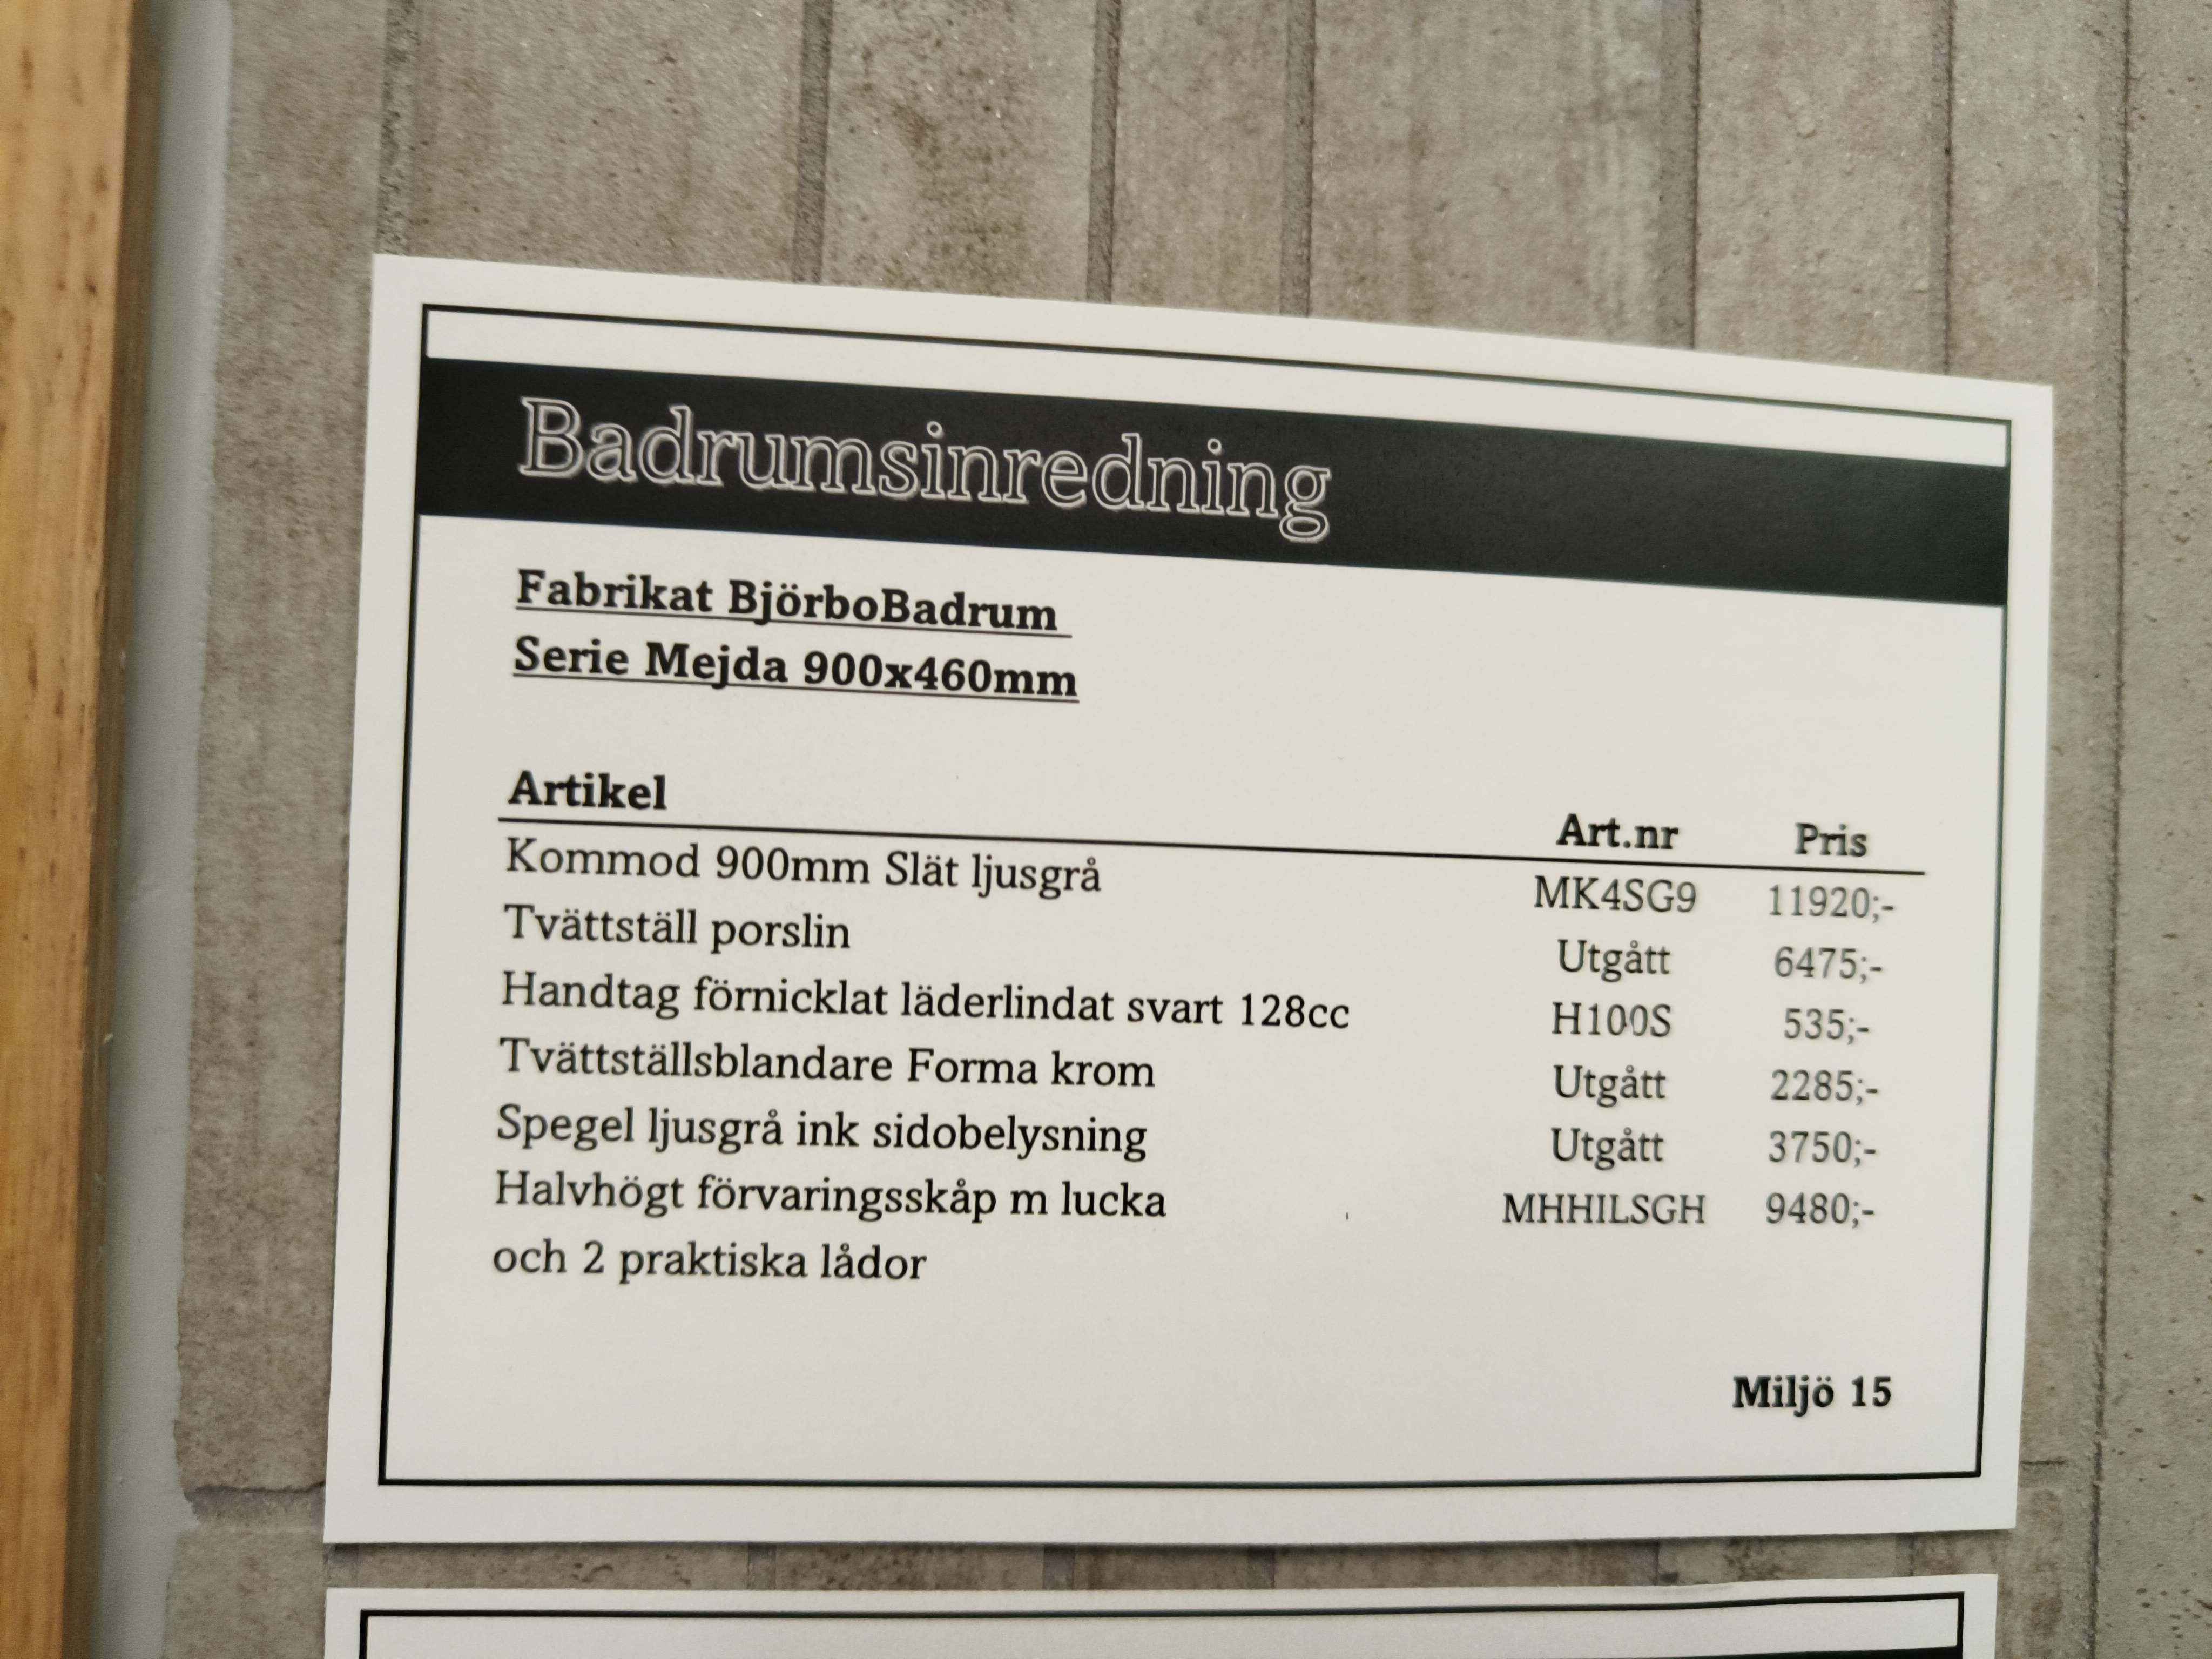 Badrumsinredning
Fabrikat BjörboBadrum
Serie Mejda 900x460mm
Artikel Art.nr Pris
Kommod 900mm Slät ljusgrå MK4SG9 11920;-
Tvättställ porslin Utgått 6475;-
Handtag förnicklat läderlindat svart 128cc H100S 535;-
Tvättställsblandare Forma krom Utgått 2285;-
Spegel ljusgrå ink sidobelysning Utgått 3750;-
Halvhögt förvaringsskåp m lucka MHHILSGH 9480;-
och 2 praktiska lådor
Miljö 15